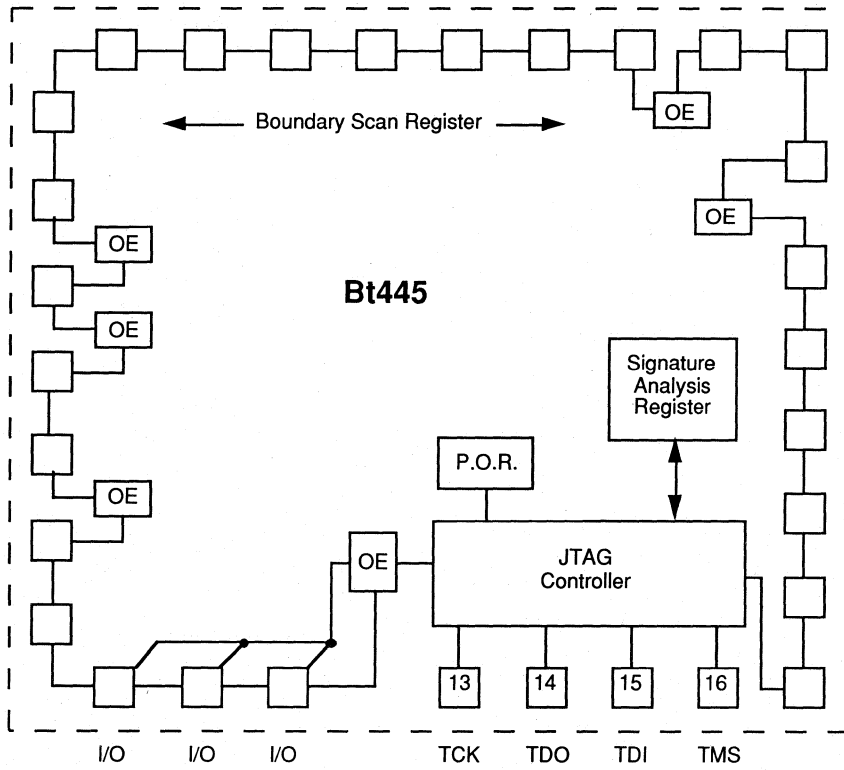 OE
Boundary Scan Register
OE
OE
Bt445
OE
Signature
Analysis
Register
P.O.R.
OE
OE
JTAG
Controller
13
14
15
16
I/O
I/O
I/O
TCK
TDO
TDI
TMS